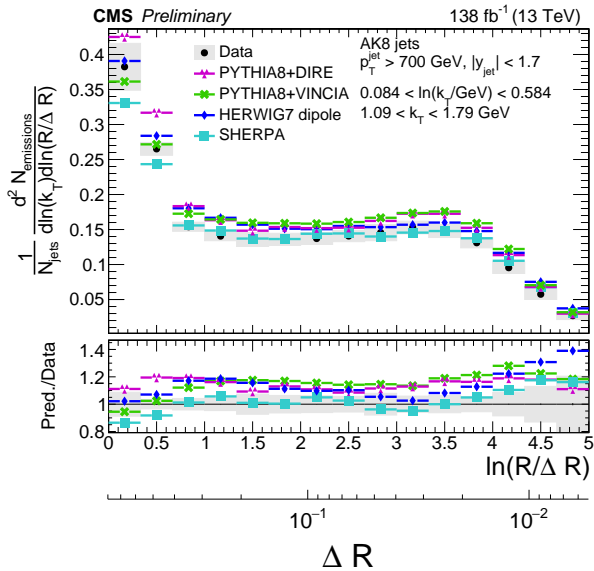 CMS Preliminary 138 fb⁻¹ (13 TeV)
1/N_jets d² N_emissions/dln(k_T)dln(R/Δ R)
0.4
0.35
0.3
0.25
0.2
0.15
0.1
0.05
Data
PYTHIA8+DIRE
PYTHIA8+VINCIA
HERWIG7 dipole
SHERPA
AK8 jets
p_T^jet > 700 GeV, |y_jet| < 1.7
0.084 < ln(k_T/GeV) < 0.584
1.09 < k_T < 1.79 GeV
Pred./Data
1.4
1.2
1
0.8
0 0.5 1 1.5 2 2.5 3 3.5 4 4.5 5
ln(R/Δ R)
10⁻¹ 10⁻²
Δ R